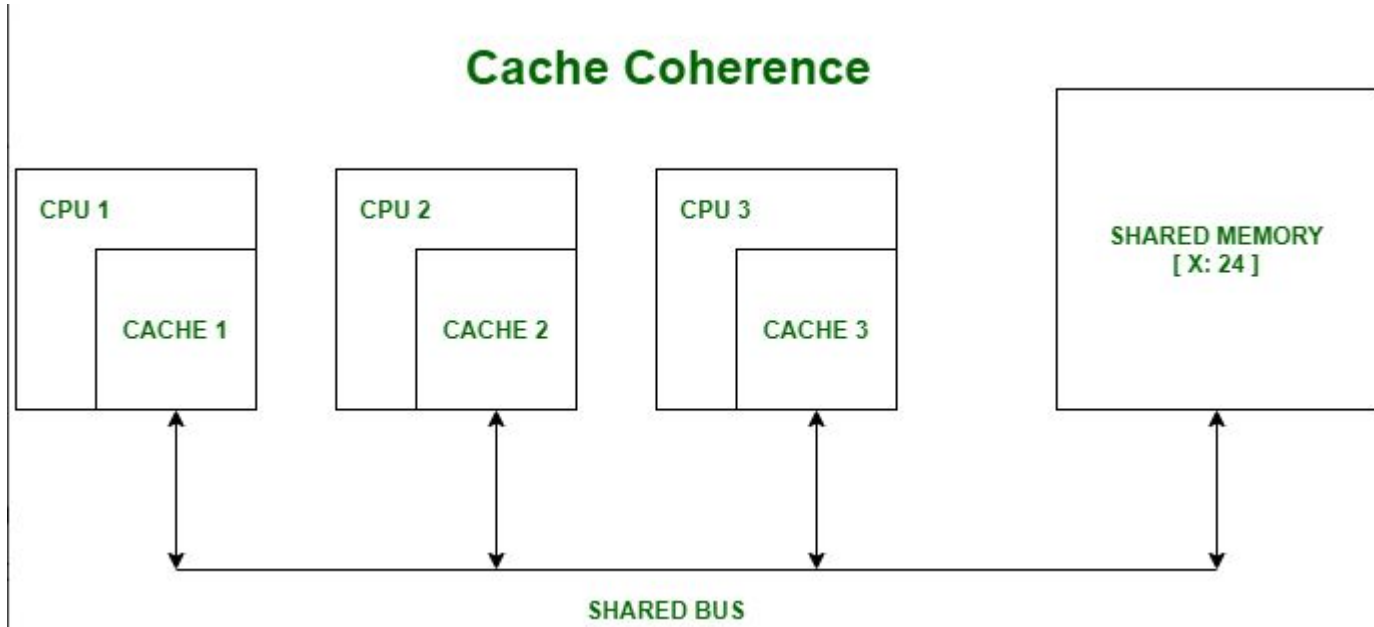 Cache Coherence
CPU 1
CACHE 1
CPU 2
CACHE 2
CPU 3
CACHE 3
SHARED MEMORY
[ X: 24 ]
SHARED BUS